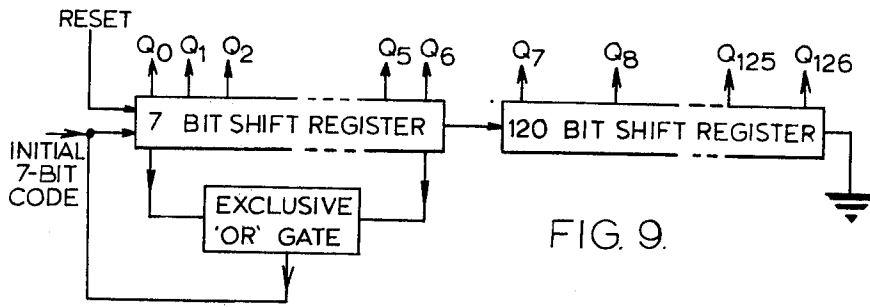 RESET
Q0 Q1 Q2 Q5 Q6 Q7 Q8 Q125 Q126
7 BIT SHIFT REGISTER
120 BIT SHIFT REGISTER
INITIAL
7-BIT
CODE
EXCLUSIVE
'OR' GATE
FIG. 9.